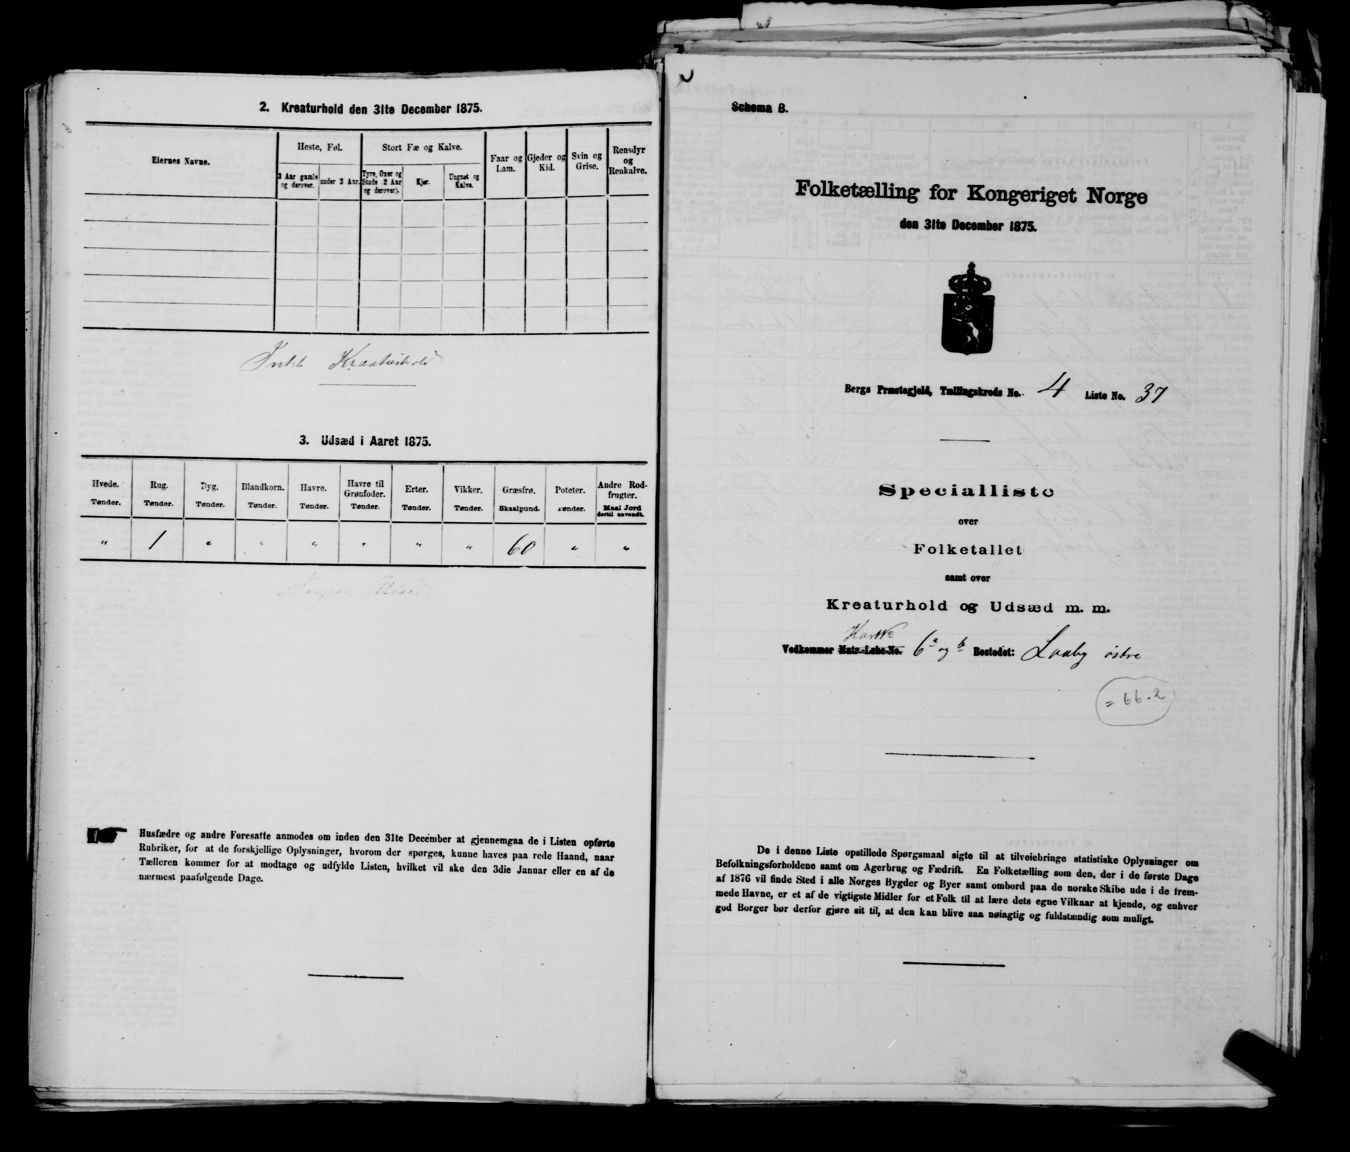 2. Kreaturhold den 31te December 1875.
Eiernes Navne.
Heste, Føl.
Stort Fæ og Kalve.
Faar og Lam.
Gjeder og Kid.
Svin og Grise.
Rensdyr og Renkalve.
3 Aar gamle og derover.
under 3 Aar.
Tyre, Oxer og Stude 2 Aar og derover).
Kjør.
Ungnøt og Kalve.
Kreaturhold
3. Udsæd i Aaret 1875.
Hvede. Rug. Byg. Blandkorn. Havre. Havre til Grønfoder. Erter. Vikker. Græsfrø. Poteter. Andre Rodfrugter.
Tønder. Tønder. Tønder. Tønder. Tønder. Tønder. Tønder. Tønder. Skaalpund. Tønder. Maal Jord dertil anvendt.
" 1 " " " " " " 60 " "
Husfædre og andre Foresatte anmodes om inden den 31te December at gjennemgaa de i Listen opførte
Rubriker, for at de forskjellige Oplysninger, hvorom der spørges, kunne haves paa rede Haand, naar
Tælleren kommer for at modtage og udfylde Listen, hvilket vil ske den 3die Januar eller en af de
nærmest paafølgende Dage.
Schema B.
Folketælling for Kongeriget Norge
den 31te December 1875.
Bergs Præstegjeld, Tællingskreds No. 4 Liste No. 37
Specialliste
over
Folketallet
samt over
Kreaturhold og Udsæd m. m.
Vedkommer Matr.-Løbe-No. 6 a og b Bostedet: Laaby østre
= 66.2
De i denne Liste opstillede Spørgsmaal sigte til at tilveiebringe statistiske Oplysninger om
Befolkningsforholdene samt om Agerbrug og Fædrift. En Folketælling som den, der i de første Dage
af 1876 vil finde Sted i alle Norges Bygder og Byer samt ombord paa de norske Skibe ude i de frem-
mede Havne, er et af de vigtigste Midler for et Folk til at lære dets egne Vilkaar at kjende, og enhver
god Borger bør derfor gjøre sit til, at den kan blive saa nøiagtig og fuldstændig som muligt.